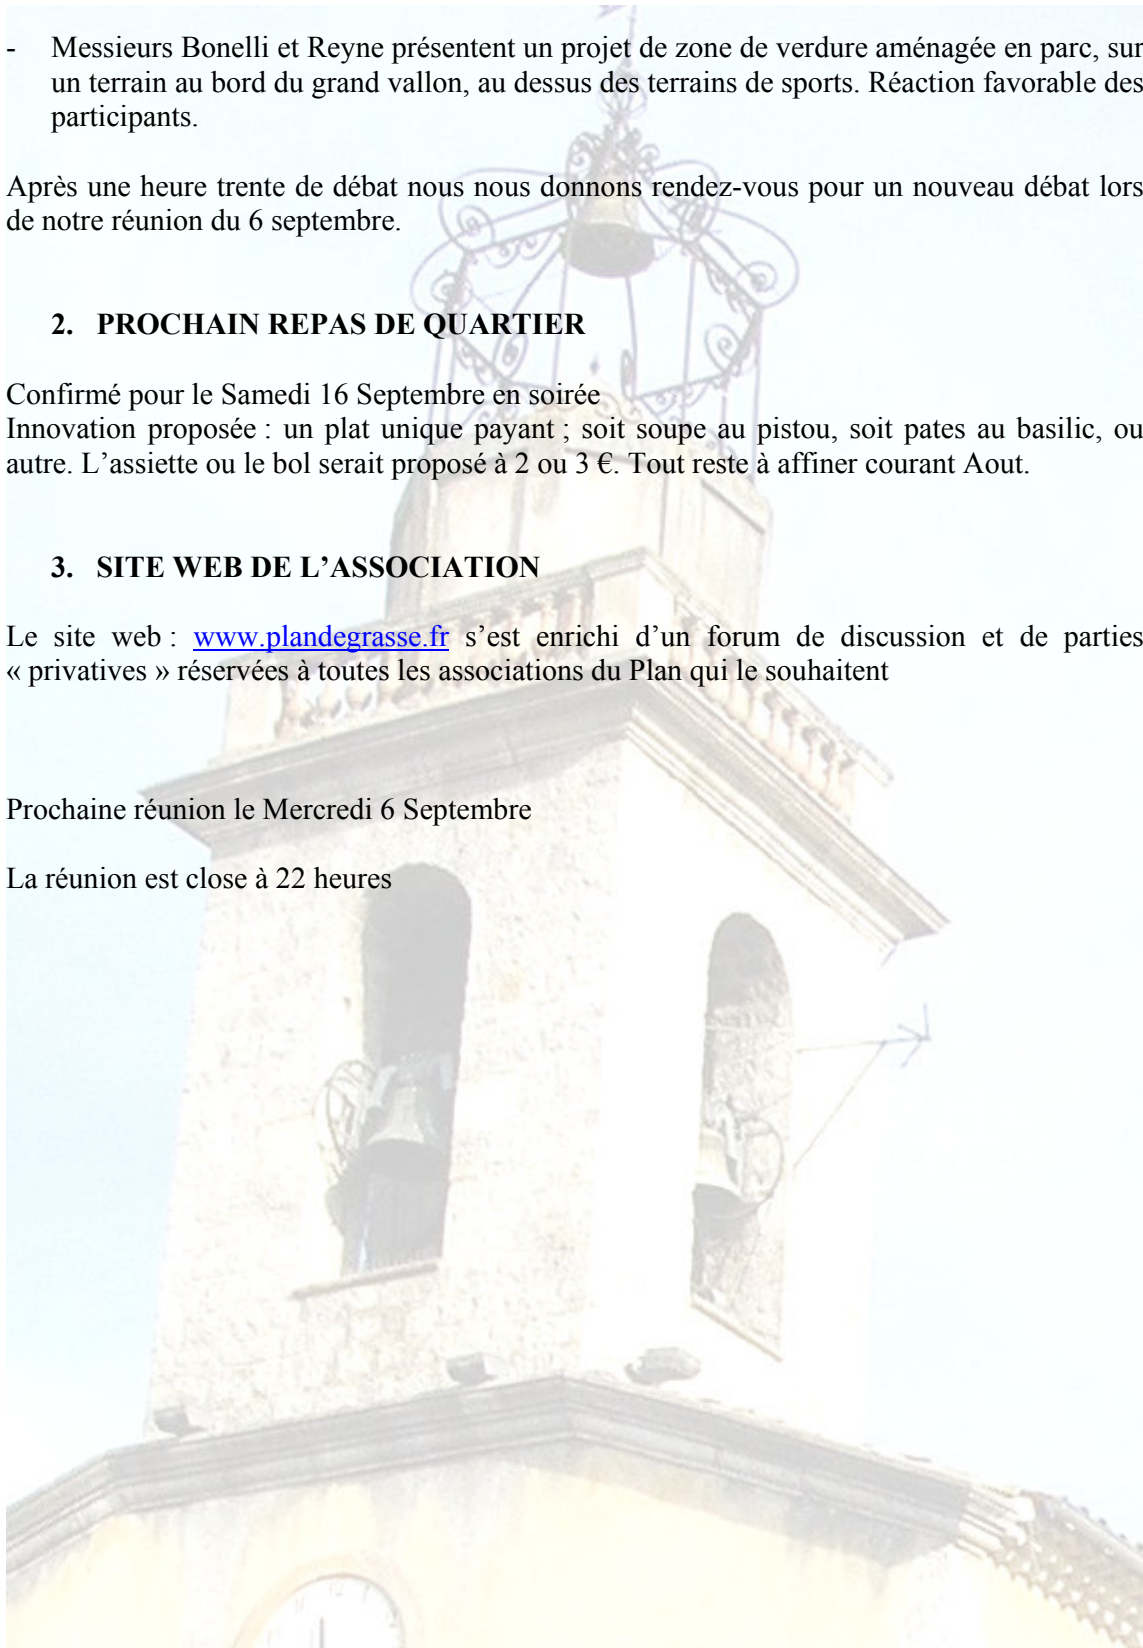 - Messieurs Bonelli et Reyne présentent un projet de zone de verdure aménagée en parc, sur
un terrain au bord du grand vallon, au dessus des terrains de sports. Réaction favorable des
participants.
Après une heure trente de débat nous nous donnons rendez-vous pour un nouveau débat lors
de notre réunion du 6 septembre.
2. PROCHAIN REPAS DE QUARTIER
Confirmé pour le Samedi 16 Septembre en soirée
Innovation proposée : un plat unique payant ; soit soupe au pistou, soit pates au basilic, ou
autre. L’assiette ou le bol serait proposé à 2 ou 3 €. Tout reste à affiner courant Aout.
3. SITE WEB DE L’ASSOCIATION
Le site web : www.plandegrasse.fr s’est enrichi d’un forum de discussion et de parties
« privatives » réservées à toutes les associations du Plan qui le souhaitent
Prochaine réunion le Mercredi 6 Septembre
La réunion est close à 22 heures